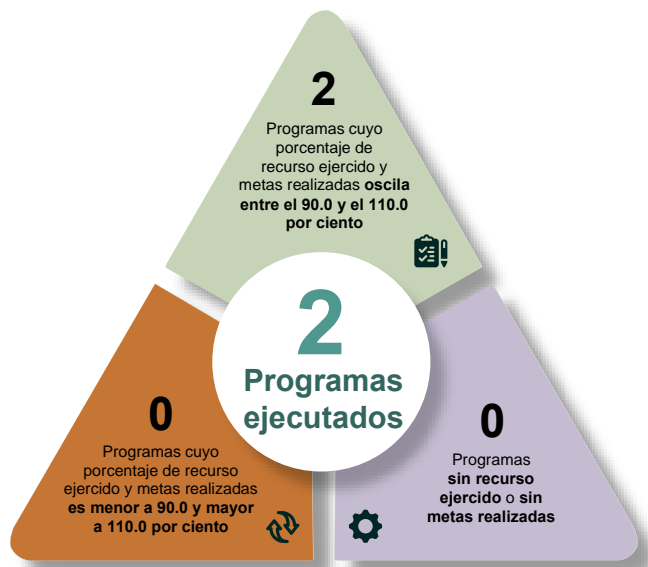 2
Programas cuyo
porcentaje de
recurso ejercido y
metas realizadas oscila
entre el 90.0 y el 110.0
por ciento
2
Programas
ejecutados
0
Programas cuyo
porcentaje de recurso
ejercido y metas realizadas
es menor a 90.0 y mayor
a 110.0 por ciento
0
Programas
sin recurso
ejercido o sin
metas realizadas